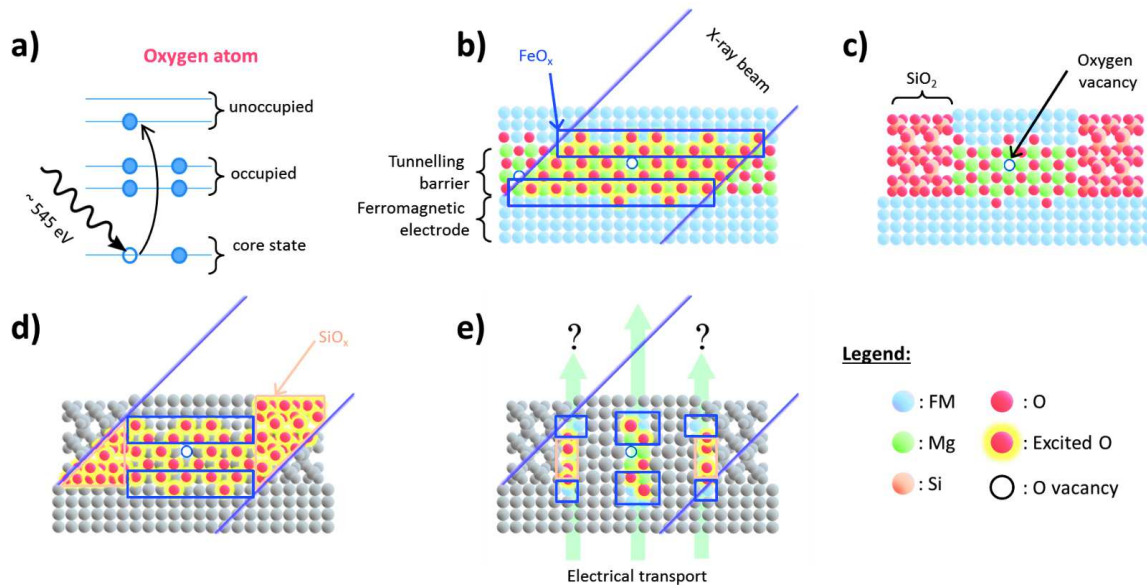 a)
Oxygen atom
unoccupied
occupied
core state
~ 545 eV
b)
FeOx
X-ray beam
Tunnelling
barrier
Ferromagnetic
electrode
c)
SiO2
Oxygen
vacancy
d)
SiOx
e)
?
?
Electrical transport
Legend:
: FM
: O
: Mg
: Excited O
: Si
: O vacancy